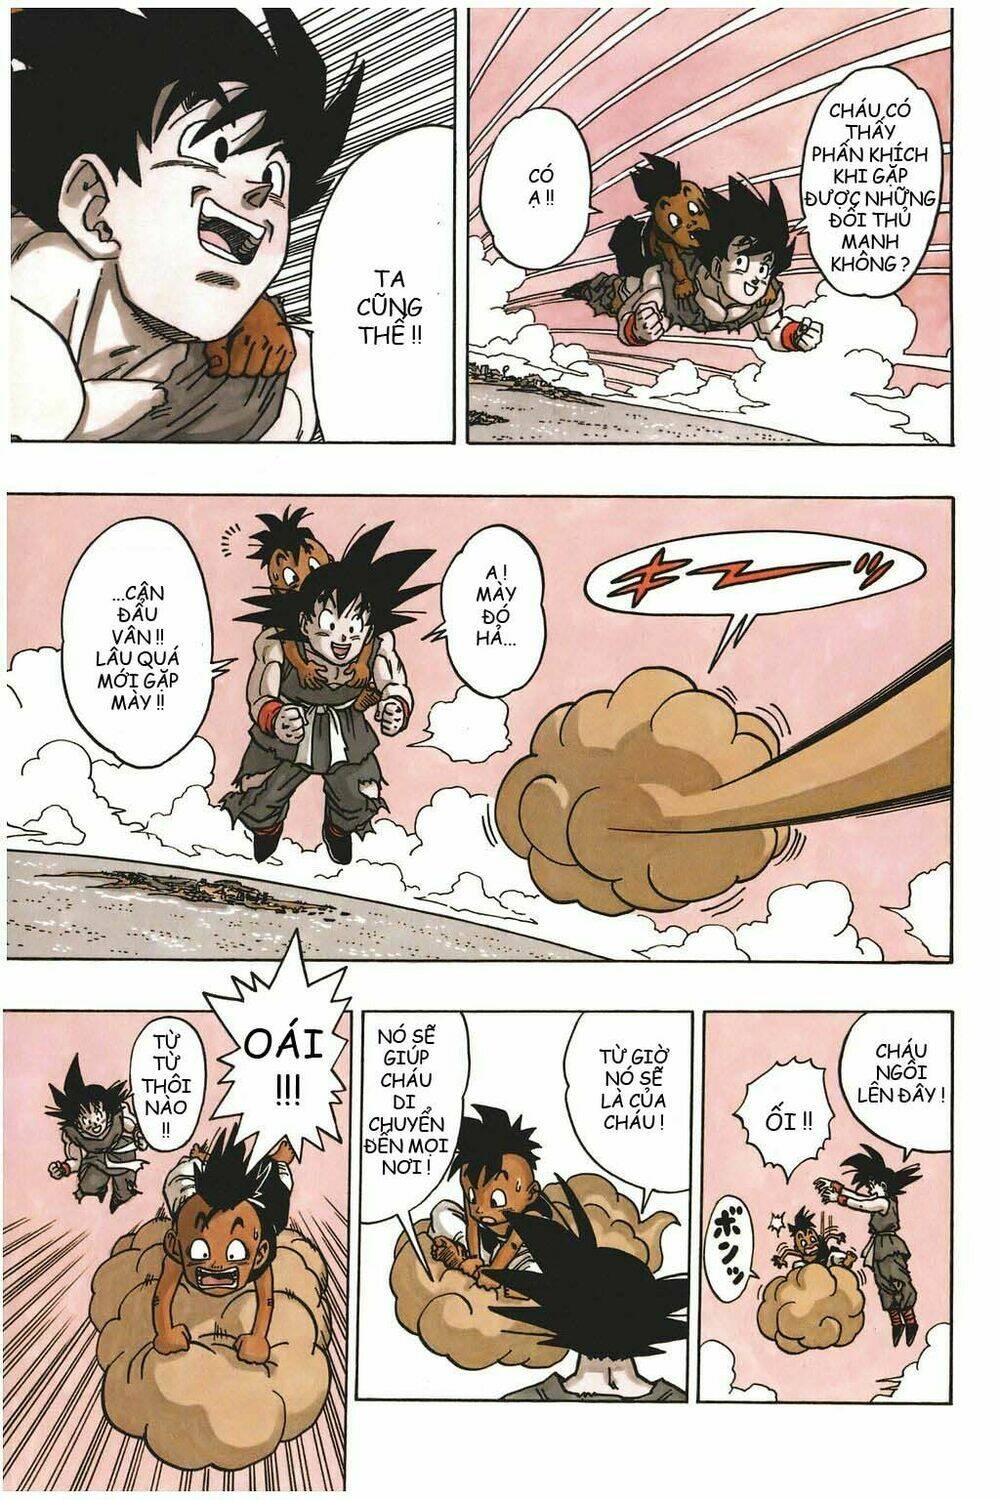 CHÁU CÓ
THẤY
PHẤN KHÍCH
KHI GẶP
ĐƯỢC NHỮNG
ĐỐI THỦ
MẠNH
KHÔNG ?
CÓ
Ạ !!
TA
CŨNG
THẾ !!
キーーッ
A !
MÀY
ĐÓ
HẢ...
...CÂN
ĐẨU
VÂN !!
LÂU QUÁ
MỚI GẶP
MÀY !!
CHÁU
NGỒI
LÊN ĐÂY !
ỐI !!
ボンッ
TỪ GIỜ
NÓ SẼ
LÀ CỦA
CHÁU !
NÓ SẼ
GIÚP
CHÁU
DI
CHUYỂN
ĐẾN MỌI
NƠI !
OÁI
!!!
TỪ
TỪ
THÔI
NÀO
!!